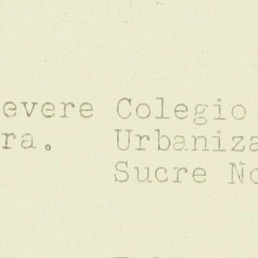 evere Colegio
ra. Urbaniza
Sucre No